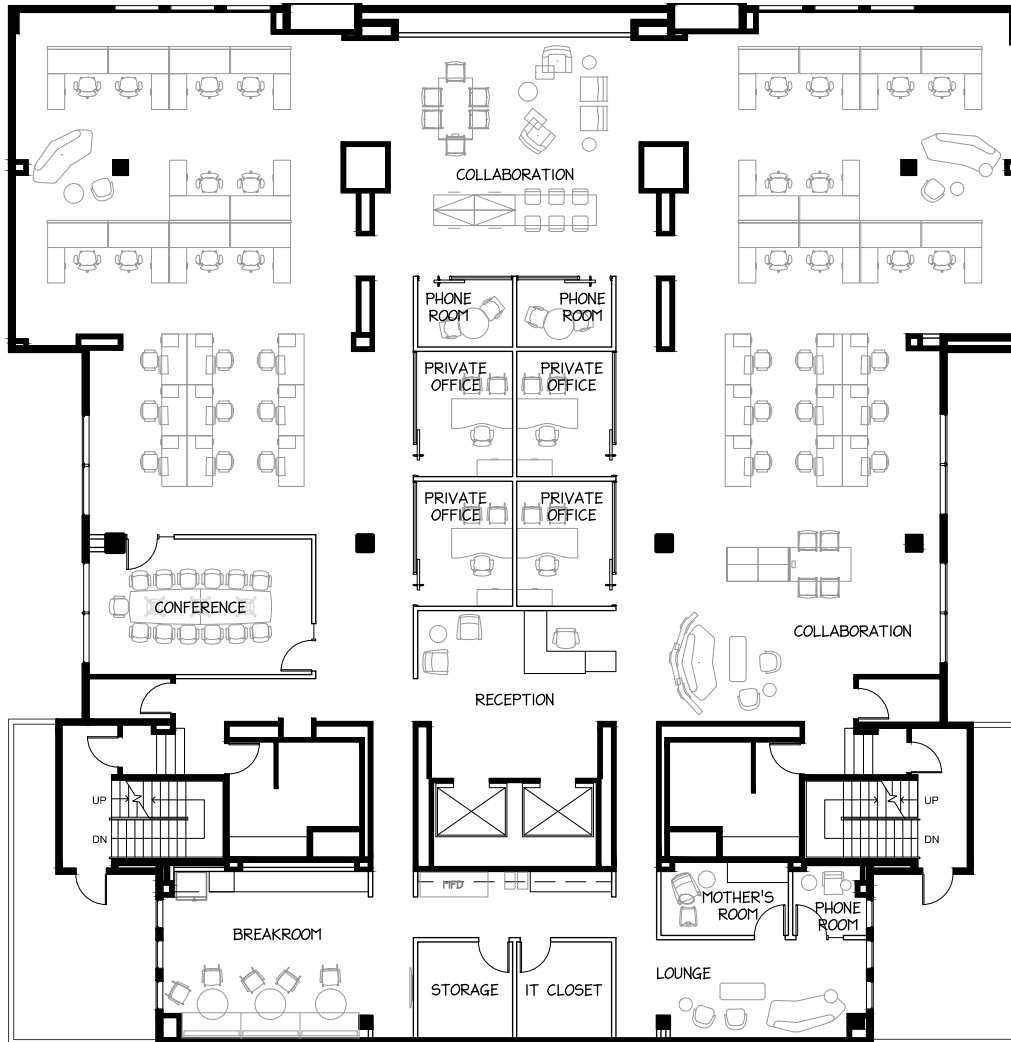 COLLABORATION
PHONE
ROOM
PHONE
ROOM
PRIVATE
OFFICE
PRIVATE
OFFICE
PRIVATE
OFFICE
PRIVATE
OFFICE
CONFERENCE
COLLABORATION
RECEPTION
UP
DN
UP
DN
MFD
MOTHER'S
ROOM
PHONE
ROOM
BREAKROOM
LOUNGE
STORAGE
IT CLOSET